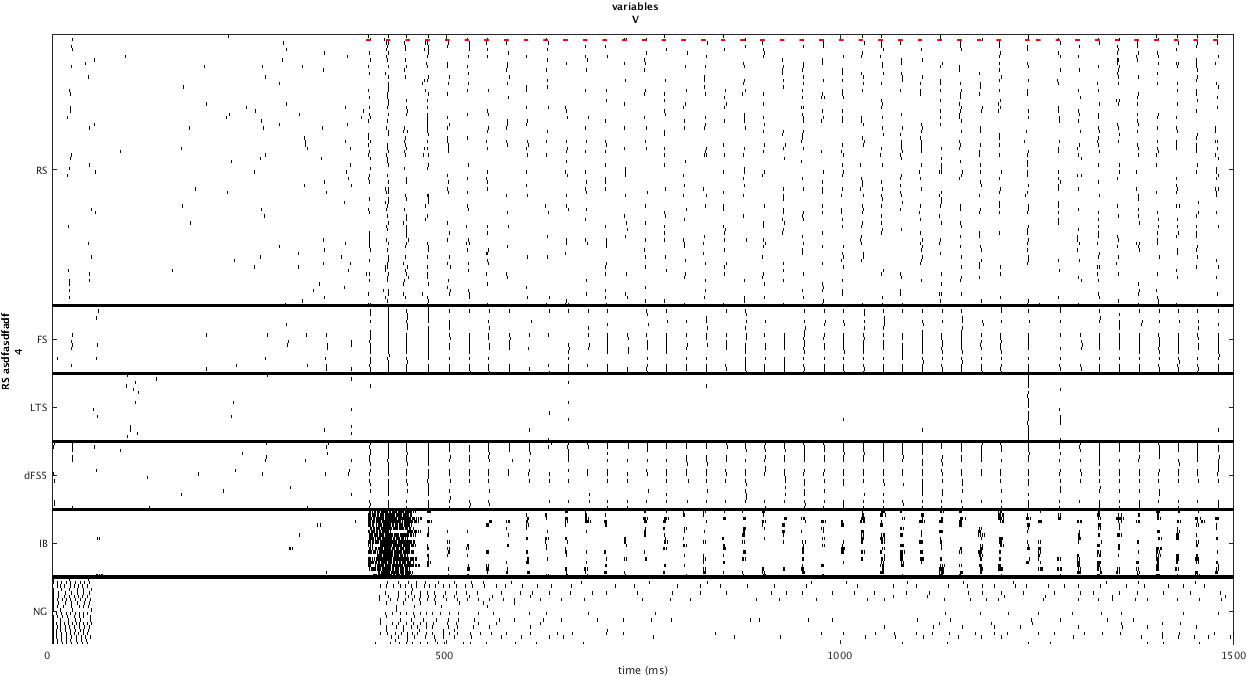 variables
V
RS asdfasdfadf
4
RS
FS
LTS
dFS5
IB
NG
0
500
1000
1500
time (ms)